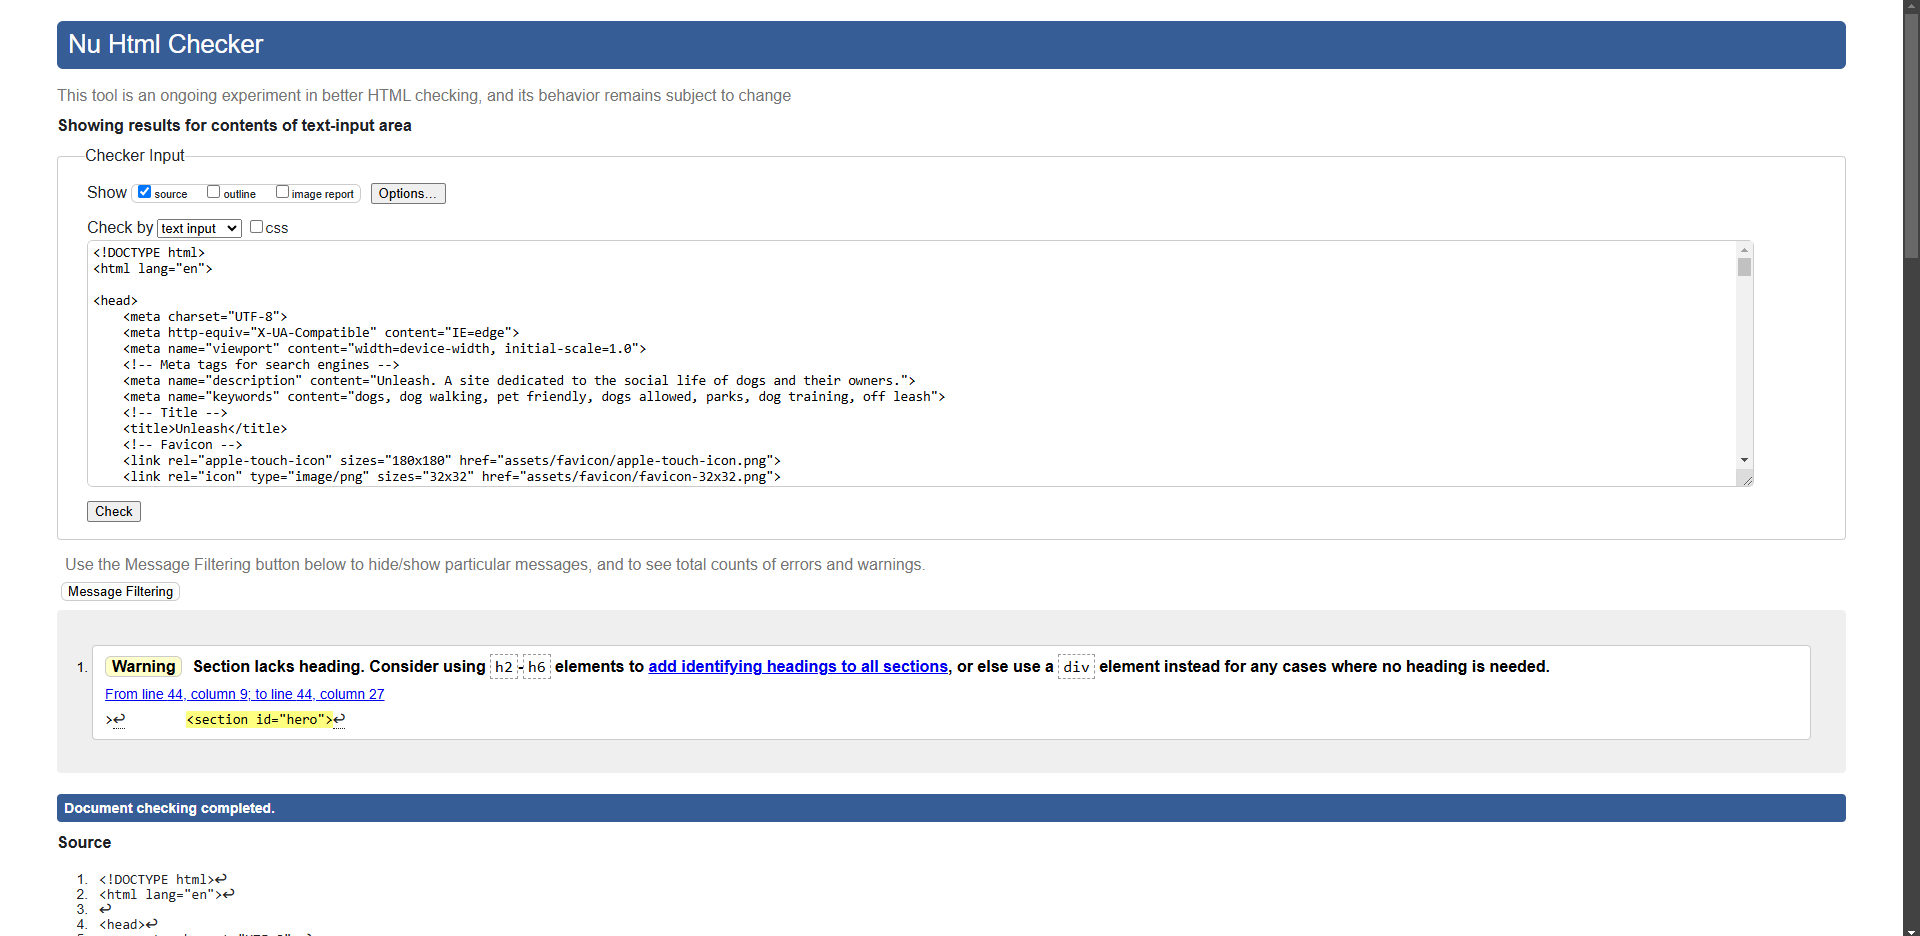 Nu Html Checker
This tool is an ongoing experiment in better HTML checking, and its behavior remains subject to change
Showing results for contents of text-input area
Checker Input
Show source outline image report Options...
Check by text input css
<!DOCTYPE html>
<html lang="en">
<head>
<meta charset="UTF-8">
<meta http-equiv="X-UA-Compatible" content="IE=edge">
<meta name="viewport" content="width=device-width, initial-scale=1.0">
<!-- Meta tags for search engines -->
<meta name="description" content="Unleash. A site dedicated to the social life of dogs and their owners.">
<meta name="keywords" content="dogs, dog walking, pet friendly, dogs allowed, parks, dog training, off leash">
<!-- Title -->
<title>Unleash</title>
<!-- Favicon -->
<link rel="apple-touch-icon" sizes="180x180" href="assets/favicon/apple-touch-icon.png">
<link rel="icon" type="image/png" sizes="32x32" href="assets/favicon/favicon-32x32.png">
Check
Use the Message Filtering button below to hide/show particular messages, and to see total counts of errors and warnings.
Message Filtering
1. Warning Section lacks heading. Consider using h2-h6 elements to add identifying headings to all sections, or else use a div element instead for any cases where no heading is needed.
From line 44, column 9; to line 44, column 27
>↩ <section id="hero">↩
Document checking completed.
Source
1. <!DOCTYPE html>↩
2. <html lang="en">↩
3. ↩
4. <head>↩